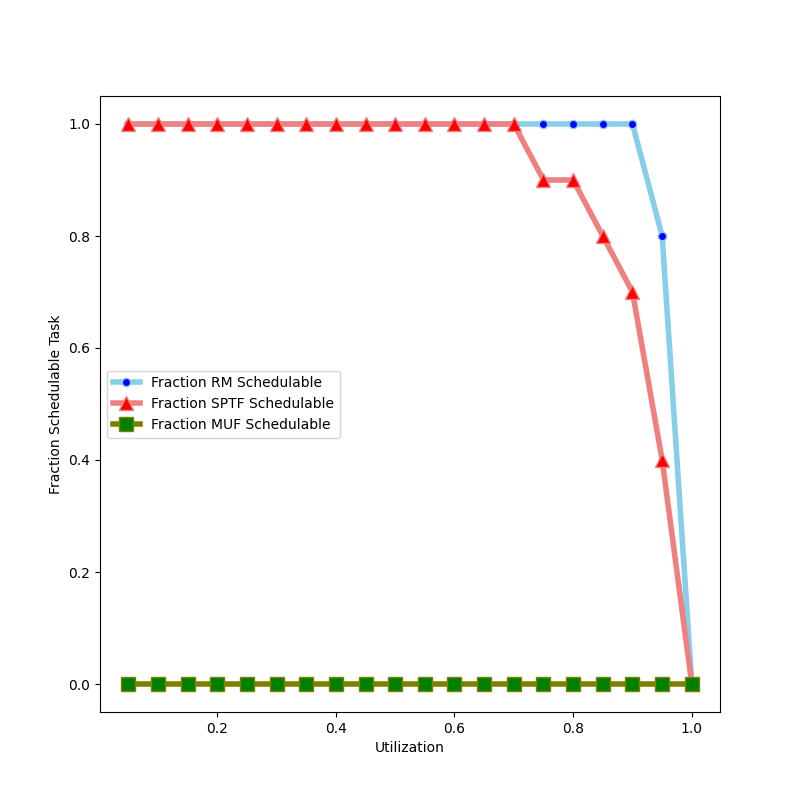 1.0
0.8
0.6
0.4
0.2
0.0
Fraction Schedulable Task
Fraction RM Schedulable
Fraction SPTF Schedulable
Fraction MUF Schedulable
0.2 0.4 0.6 0.8 1.0
Utilization